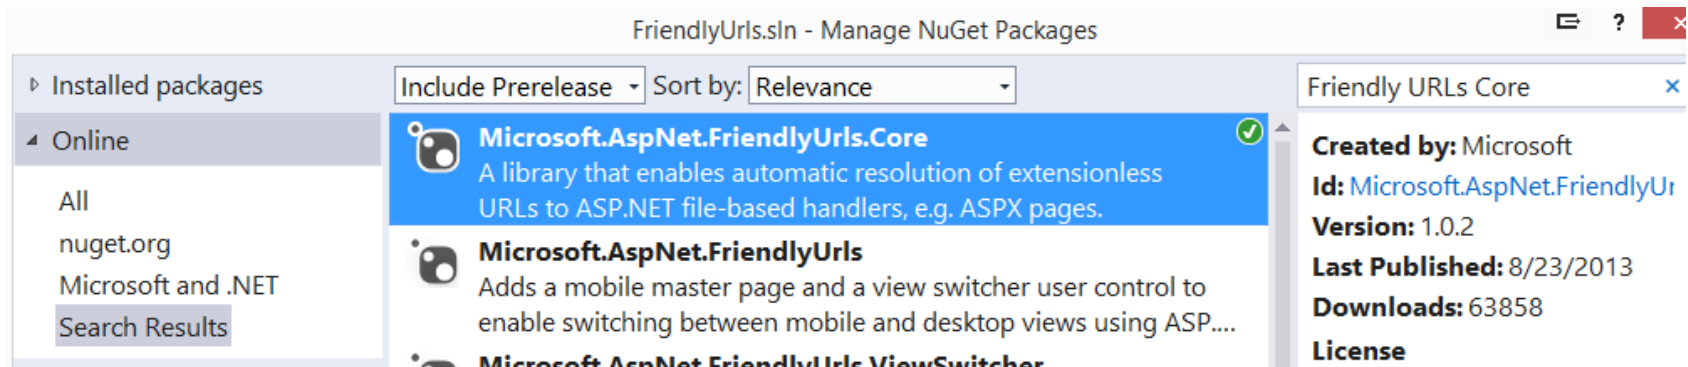 FriendlyUrls.sln - Manage NuGet Packages
?
Installed packages
Include Prerelease
Sort by:
Relevance
Friendly URLs Core
Online
All
nuget.org
Microsoft and .NET
Search Results
Microsoft.AspNet.FriendlyUrls.Core
A library that enables automatic resolution of extensionless
URLs to ASP.NET file-based handlers, e.g. ASPX pages.
Microsoft.AspNet.FriendlyUrls
Adds a mobile master page and a view switcher user control to
enable switching between mobile and desktop views using ASP....
Microsoft.AspNet.FriendlyUrls.ViewSwitcher
Created by: Microsoft
Id: Microsoft.AspNet.FriendlyUr
Version: 1.0.2
Last Published: 8/23/2013
Downloads: 63858
License